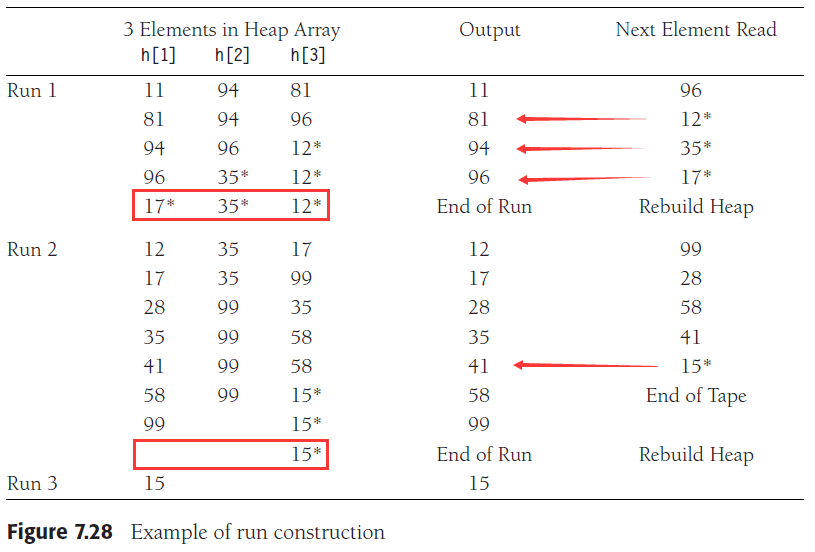 3 Elements in Heap Array Output Next Element Read
h[1] h[2] h[3]
Run 1 11 94 81 11 96
81 94 96 81 12*
94 96 12* 94 35*
96 35* 12* 96 17*
17* 35* 12* End of Run Rebuild Heap
Run 2 12 35 17 12 99
17 35 99 17 28
28 99 35 28 58
35 99 58 35 41
41 99 58 41 15*
58 99 15* 58 End of Tape
99 15* 99
15* End of Run Rebuild Heap
Run 3 15 15
Figure 7.28 Example of run construction